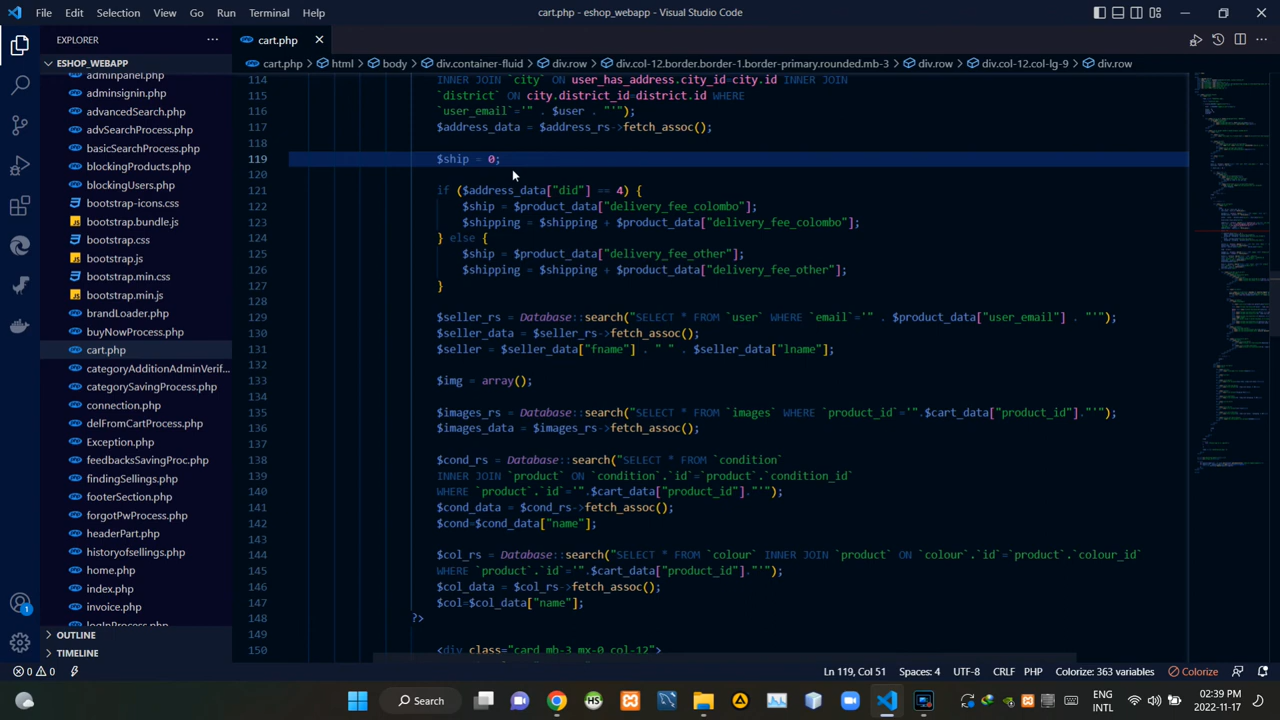 File Edit Selection View Go Run Terminal Help
cart.php - eshop_webapp - Visual Studio Code
EXPLORER
cart.php
ESHOP_WEBAPP
cart.php > html > body > div.container-fluid > div.row > div.col-12.border.border-1.border-primary.rounded.mb-3 > div.row > div.col-12.col-lg-9 > div.row
adminpanel.php
adminsignin.php
advancedSearch.php
advSearchProcess.php
basicSearchProcess.php
blockingProducts.php
blockingUsers.php
bootstrap-icons.css
bootstrap.bundle.js
bootstrap.css
bootstrap.js
bootstrap.min.css
bootstrap.min.js
brandLoader.php
buyNowProcess.php
cart.php
categoryAdditionAdminVerif...
categorySavingProcess.php
connection.php
delFromCartProcess.php
Exception.php
feedbacksSavingProc.php
findingSellings.php
footerSection.php
forgotPwProcess.php
headerPart.php
historyofsellings.php
home.php
index.php
invoice.php
logInProcess.php
OUTLINE
TIMELINE
114 INNER JOIN `city` ON user_has_address.city_id=city.id INNER JOIN
115 `district` ON city.district_id=district.id WHERE
116 `user_email`='" . $user . "'");
117 $address_data = $address_rs->fetch_assoc();
118
119 $ship = 0;
120
121 if ($address_data["did"] == 4) {
122 $ship = $product_data["delivery_fee_colombo"];
123 $shipping = $shipping + $product_data["delivery_fee_colombo"];
124 } else {
125 $ship = $product_data["delivery_fee_other"];
126 $shipping = $shipping + $product_data["delivery_fee_other"];
127 }
128
129 $seller_rs = Database::search("SELECT * FROM `user` WHERE `email`='" . $product_data["user_email"] . "'");
130 $seller_data = $seller_rs->fetch_assoc();
131 $seller = $seller_data["fname"] . " " . $seller_data["lname"];
132
133 $img = array();
134
135 $images_rs = Database::search("SELECT * FROM `images` WHERE `product_id`='".$cart_data["product_id"]."'");
136 $images_data = $images_rs->fetch_assoc();
137
138 $cond_rs = Database::search("SELECT * FROM `condition`
139 INNER JOIN `product` ON `condition`.`id`=`product`.`condition_id`
140 WHERE `product`.`id`='".$cart_data["product_id"]."'");
141 $cond_data = $cond_rs->fetch_assoc();
142 $cond=$cond_data["name"];
143
144 $col_rs = Database::search("SELECT * FROM `colour` INNER JOIN `product` ON `colour`.`id`=`product`.`colour_id`
145 WHERE `product`.`id`='".$cart_data["product_id"]."'");
146 $col_data = $col_rs->fetch_assoc();
147 $col=$col_data["name"];
148 ?>
149
150 <div class="card mb-3 mx-0 col-12">
0 0 Ln 119, Col 51 Spaces: 4 UTF-8 CRLF PHP Colorize: 363 variables Colorize
1
Search
ENG
INTL
02:39 PM
2022-11-17